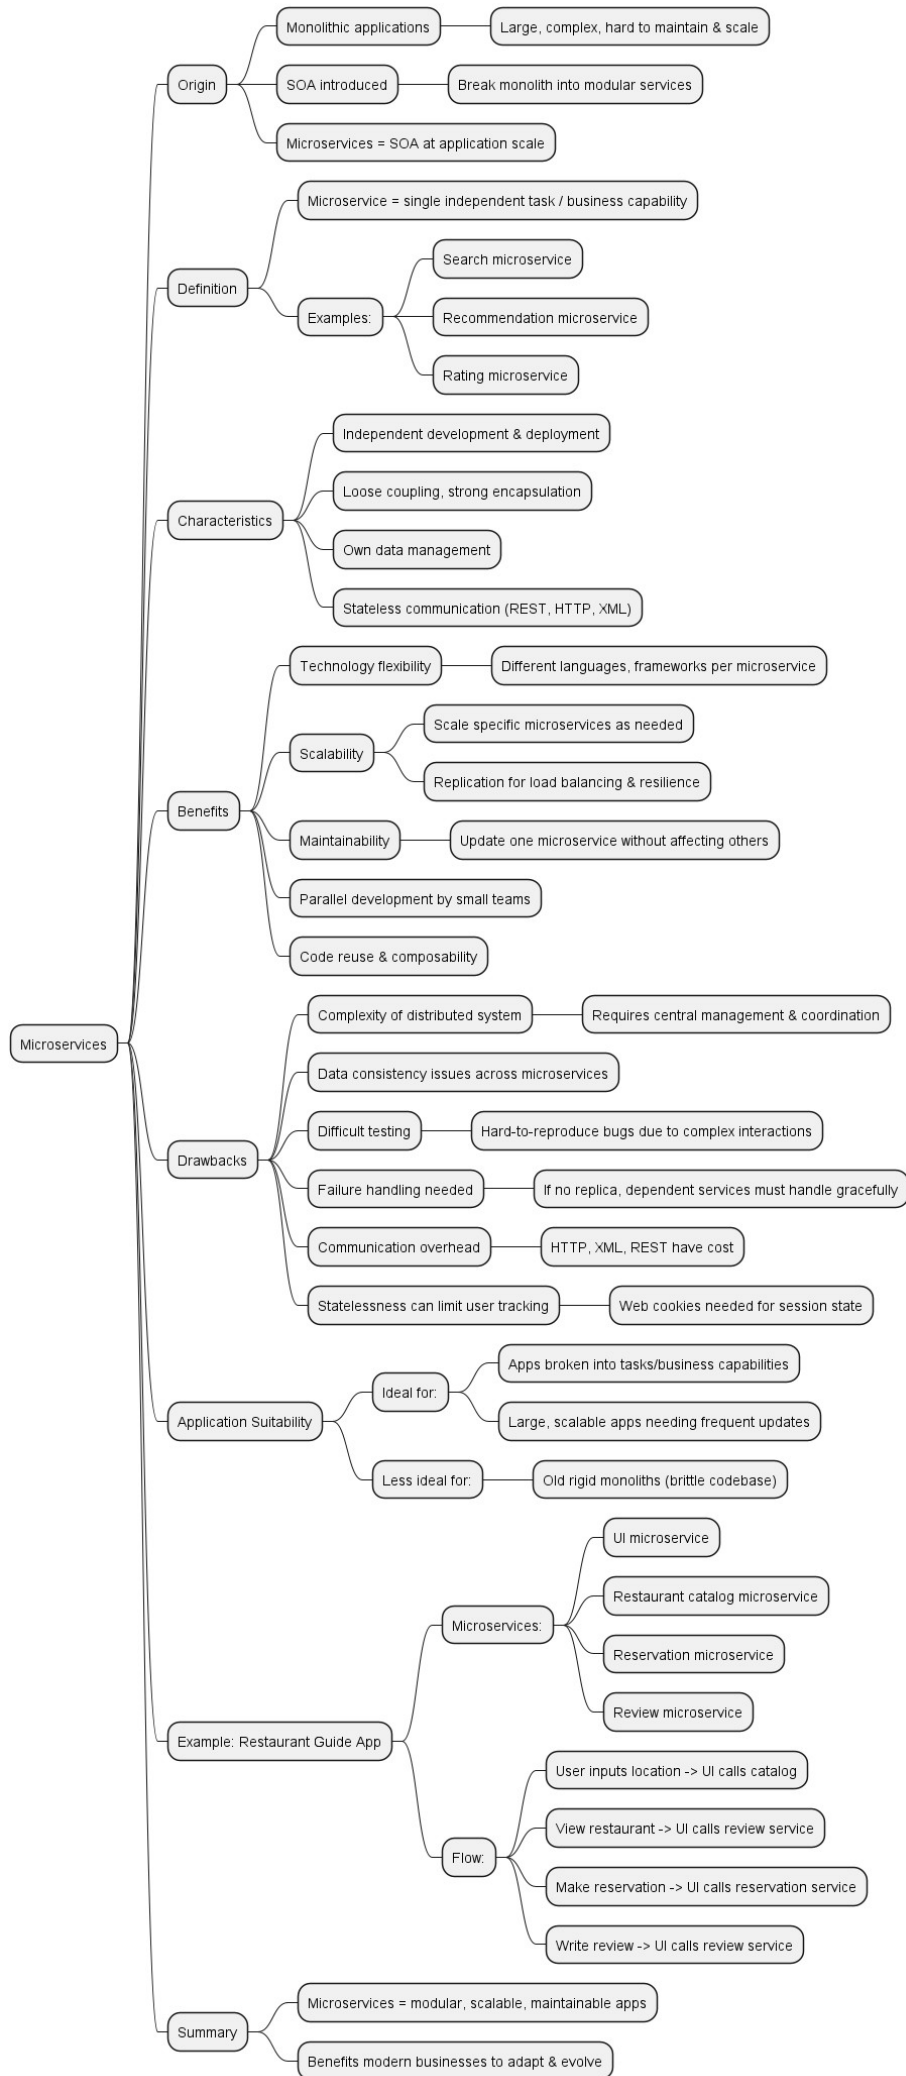 Monolithic applications
Large, complex, hard to maintain & scale
Origin
SOA introduced
Break monolith into modular services
Microservices = SOA at application scale
Microservice = single independent task / business capability
Definition
Examples:
Search microservice
Recommendation microservice
Rating microservice
Characteristics
Independent development & deployment
Loose coupling, strong encapsulation
Own data management
Stateless communication (REST, HTTP, XML)
Benefits
Technology flexibility
Different languages, frameworks per microservice
Scalability
Scale specific microservices as needed
Replication for load balancing & resilience
Maintainability
Update one microservice without affecting others
Parallel development by small teams
Code reuse & composability
Microservices
Drawbacks
Complexity of distributed system
Requires central management & coordination
Data consistency issues across microservices
Difficult testing
Hard-to-reproduce bugs due to complex interactions
Failure handling needed
If no replica, dependent services must handle gracefully
Communication overhead
HTTP, XML, REST have cost
Statelessness can limit user tracking
Web cookies needed for session state
Application Suitability
Ideal for:
Apps broken into tasks/business capabilities
Large, scalable apps needing frequent updates
Less ideal for:
Old rigid monoliths (brittle codebase)
Example: Restaurant Guide App
Microservices:
UI microservice
Restaurant catalog microservice
Reservation microservice
Review microservice
Flow:
User inputs location -> UI calls catalog
View restaurant -> UI calls review service
Make reservation -> UI calls reservation service
Write review -> UI calls review service
Summary
Microservices = modular, scalable, maintainable apps
Benefits modern businesses to adapt & evolve